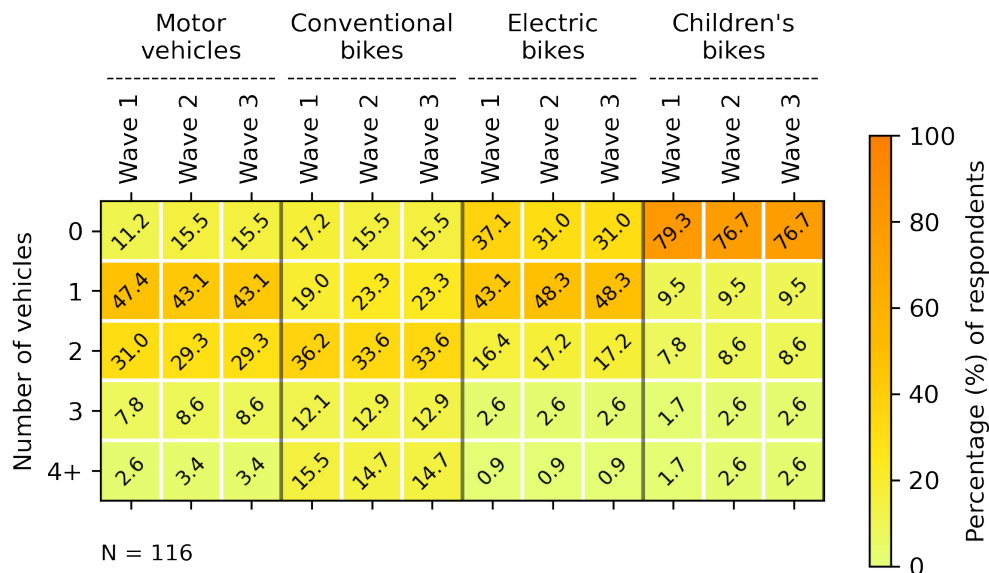 Motor vehicles
Conventional bikes
Electric bikes
Children's bikes
Wave 1 Wave 2 Wave 3 Wave 1 Wave 2 Wave 3 Wave 1 Wave 2 Wave 3 Wave 1 Wave 2 Wave 3
Number of vehicles
0 11.2 15.5 15.5 17.2 15.5 15.5 37.1 31.0 31.0 79.3 76.7 76.7
1 47.4 43.1 43.1 19.0 23.3 23.3 43.1 48.3 48.3 9.5 9.5 9.5
2 31.0 29.3 29.3 36.2 33.6 33.6 16.4 17.2 17.2 7.8 8.6 8.6
3 7.8 8.6 8.6 12.1 12.9 12.9 2.6 2.6 2.6 1.7 2.6 2.6
4+ 2.6 3.4 3.4 15.5 14.7 14.7 0.9 0.9 0.9 1.7 2.6 2.6
N = 116
100
80
60
40
20
0
Percentage (%) of respondents